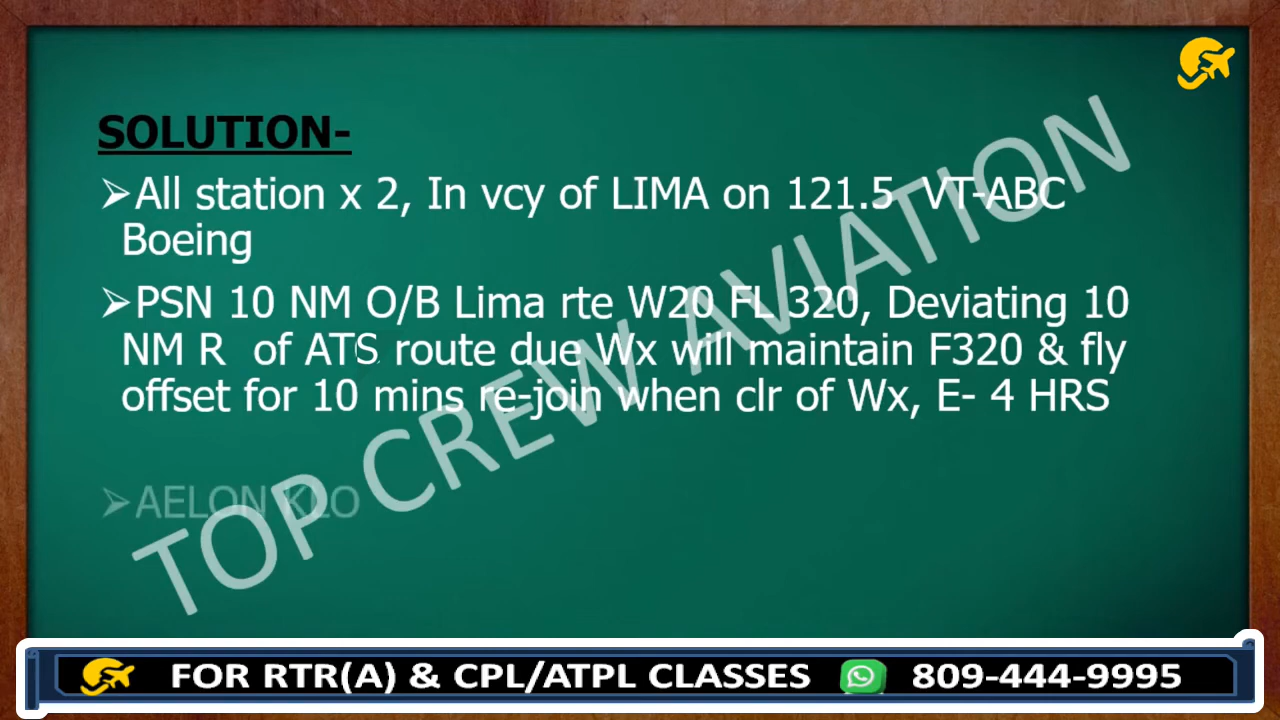 SOLUTION-
➢All station x 2, In vcy of LIMA on 121.5 VT-ABC
Boeing
➢PSN 10 NM O/B Lima rte W20 FL 320, Deviating 10
NM R of ATS route due Wx will maintain F320 & fly
offset for 10 mins re-join when clr of Wx, E- 4 HRS
➢AELON KLO
TOP CREW AVIATION
FOR RTR(A) & CPL/ATPL CLASSES 809-444-9995